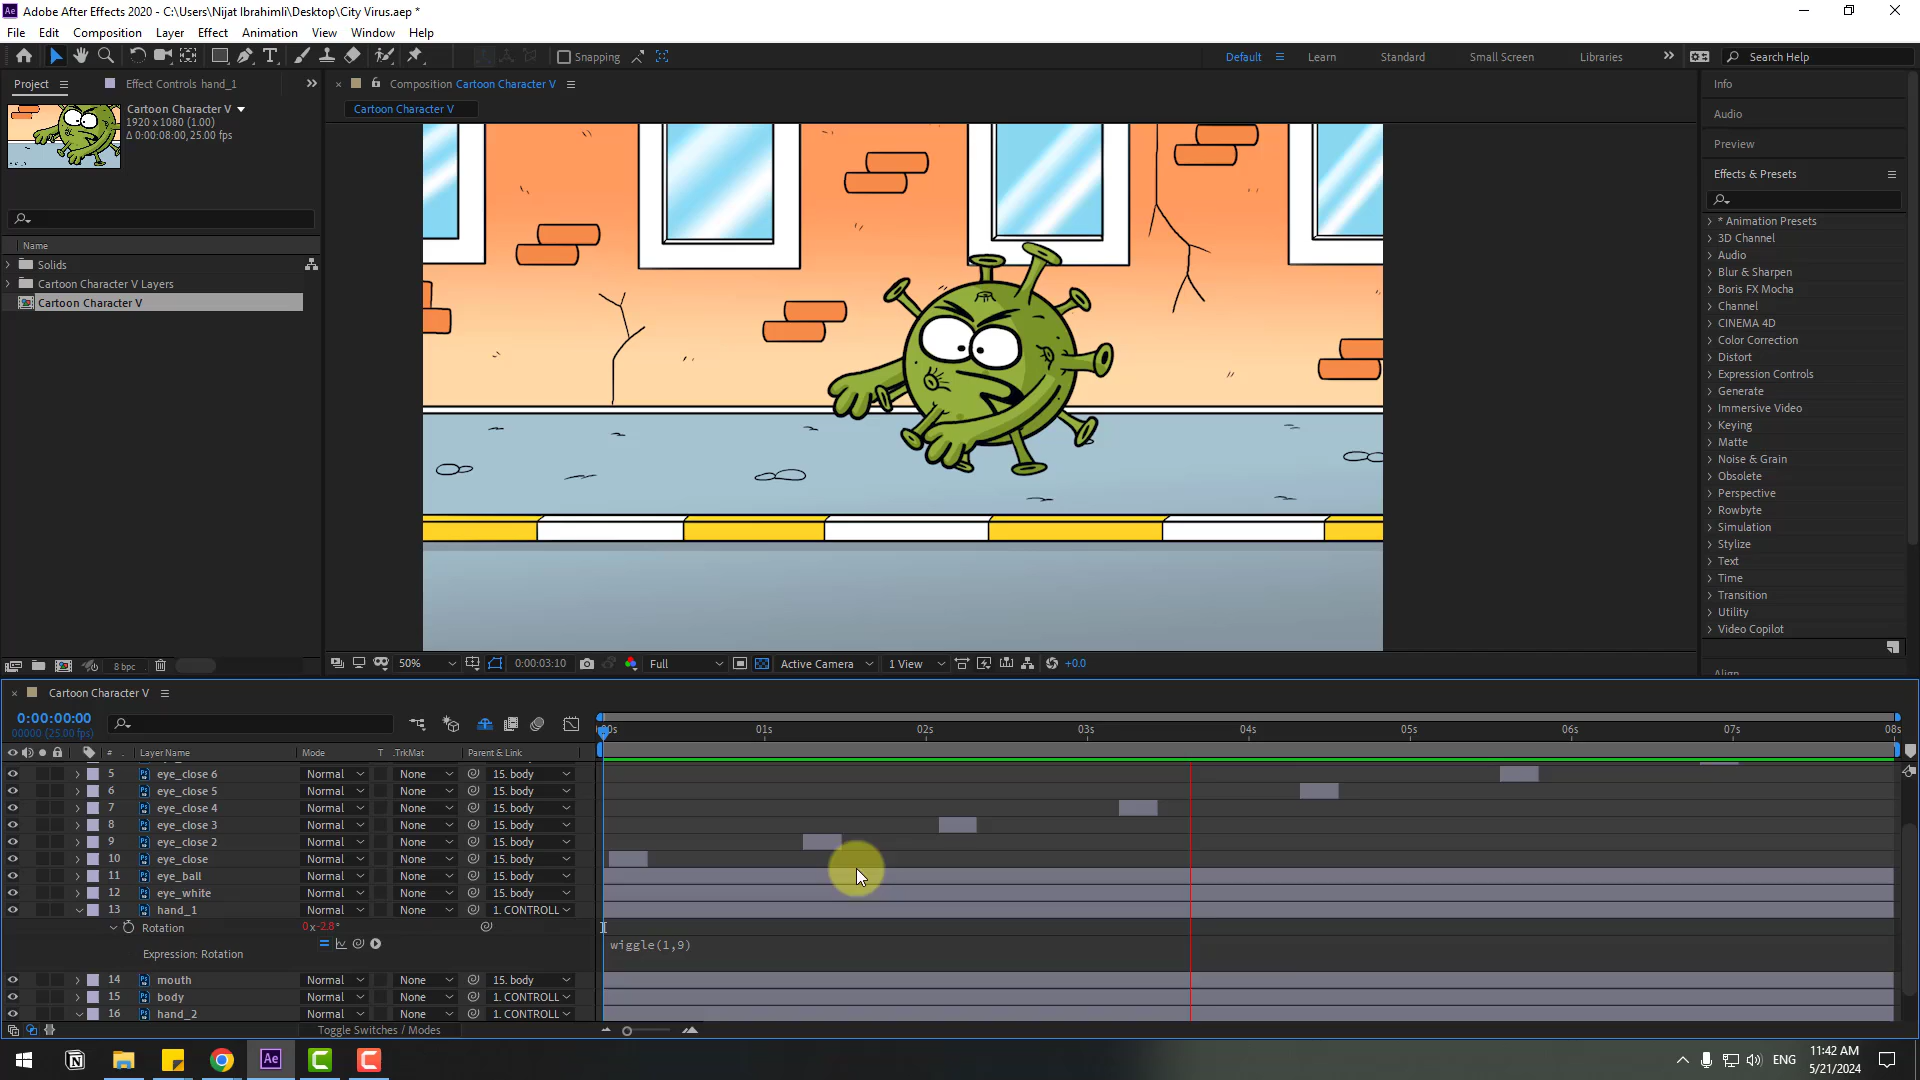 Adobe After Effects 2020 - C:\Users\Nijat Ibrahimli\Desktop\City Virus.aep *
File Edit Composition Layer Effect Animation View Window Help
Snapping
Default Learn Standard Small Screen Libraries Search Help
Project Effect Controls hand_1
Composition Cartoon Character V
Cartoon Character V
Cartoon Character V
1920 x 1080 (1.00)
Δ 0:00:08:00, 25.00 fps
Name
Solids
Cartoon Character V Layers
Cartoon Character V
8 bpc
50% 0:00:03:10 Full Active Camera 1 View +0.0
Info
Audio
Preview
Effects & Presets
* Animation Presets
3D Channel
Audio
Blur & Sharpen
Boris FX Mocha
Channel
CINEMA 4D
Color Correction
Distort
Expression Controls
Generate
Immersive Video
Keying
Matte
Noise & Grain
Obsolete
Perspective
Rowbyte
Simulation
Stylize
Text
Time
Transition
Utility
Video Copilot
Align
Cartoon Character V
0:00:00:00
00000 (25.00 fps)
00s 01s 02s 03s 04s 05s 06s 07s 08s
# Layer Name Mode T .TrkMat Parent & Link
5 eye_close 6 Normal None 15. body
6 eye_close 5 Normal None 15. body
7 eye_close 4 Normal None 15. body
8 eye_close 3 Normal None 15. body
9 eye_close 2 Normal None 15. body
10 eye_close Normal None 15. body
11 eye_ball Normal None 15. body
12 eye_white Normal None 15. body
13 hand_1 Normal None 1. CONTROLL
Rotation 0x-2.8°
wiggle(1,9)
Expression: Rotation
14 mouth Normal None 15. body
15 body Normal None 1. CONTROLL
16 hand_2 Normal None 1. CONTROLL
Toggle Switches / Modes
ENG
11:42 AM
5/21/2024